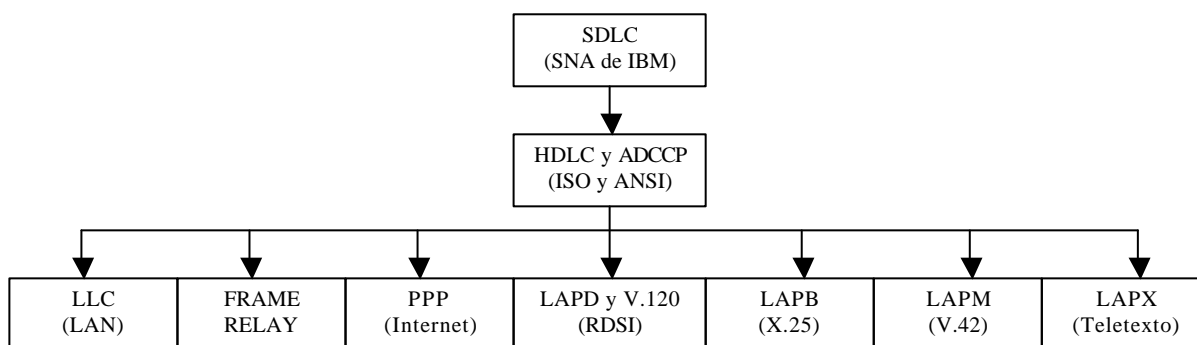 SDLC
(SNA de IBM)
HDLC y ADCCP
(ISO y ANSI)
LLC
(LAN)
FRAME
RELAY
PPP
(Internet)
LAPD y V.120
(RDSI)
LAPB
(X.25)
LAPM
(V.42)
LAPX
(Teletexto)